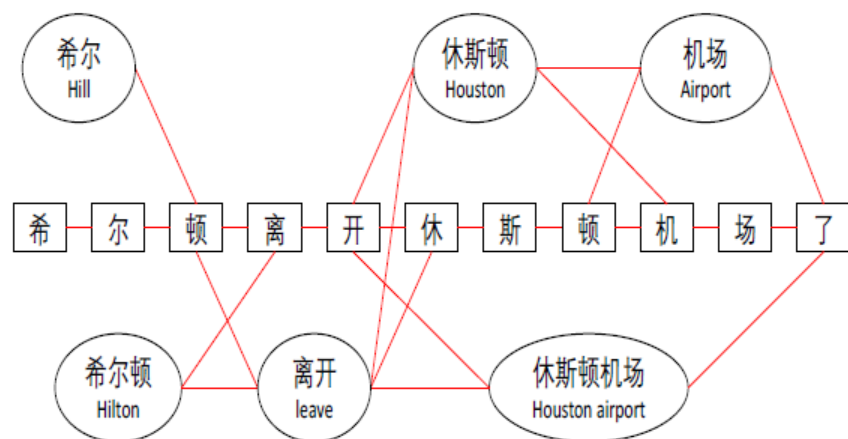 希尔
Hill
休斯顿
Houston
机场
Airport
希 尔 顿 离 开 休 斯 顿 机 场 了
希尔顿
Hilton
离开
leave
休斯顿机场
Houston airport